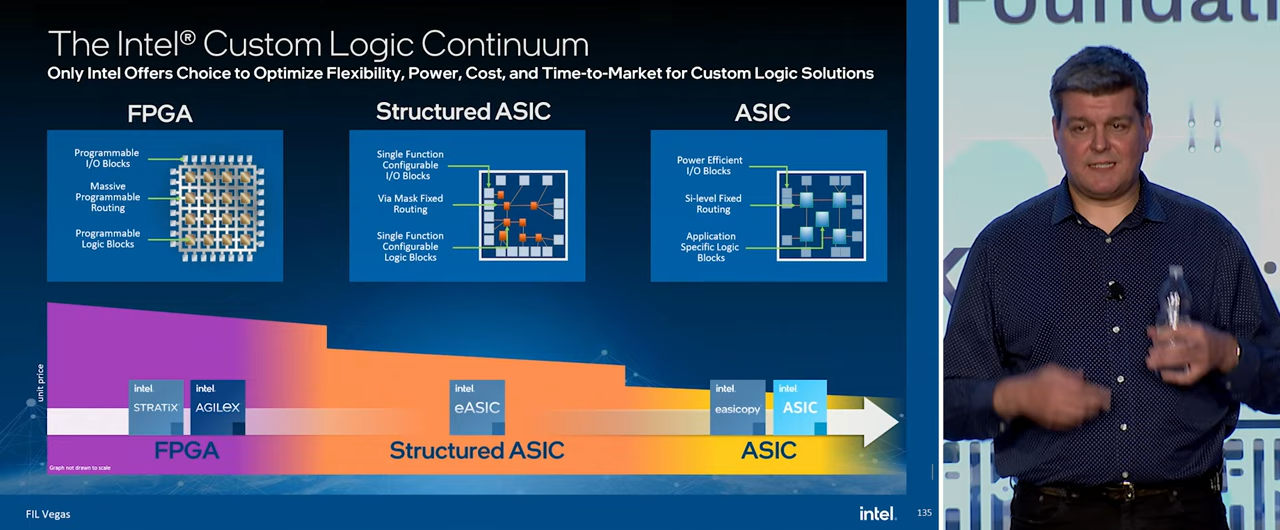 The Intel® Custom Logic Continuum
Only Intel Offers Choice to Optimize Flexibility, Power, Cost, and Time-to-Market for Custom Logic Solutions
FPGA
Programmable
I/O Blocks
Massive
Programmable
Routing
Programmable
Logic Blocks
Structured ASIC
Single Function
Configurable
I/O Blocks
Via Mask Fixed
Routing
Single Function
Configurable
Logic Blocks
ASIC
Power Efficient
I/O Blocks
Si-level Fixed
Routing
Application
Specific Logic
Blocks
unit price
intel.
STRATIX
intel.
AGILEX
intel.
eASIC
intel.
easicopy
intel.
ASIC
FPGA
Structured ASIC
ASIC
Graph not drawn to scale
FIL Vegas
intel.
135